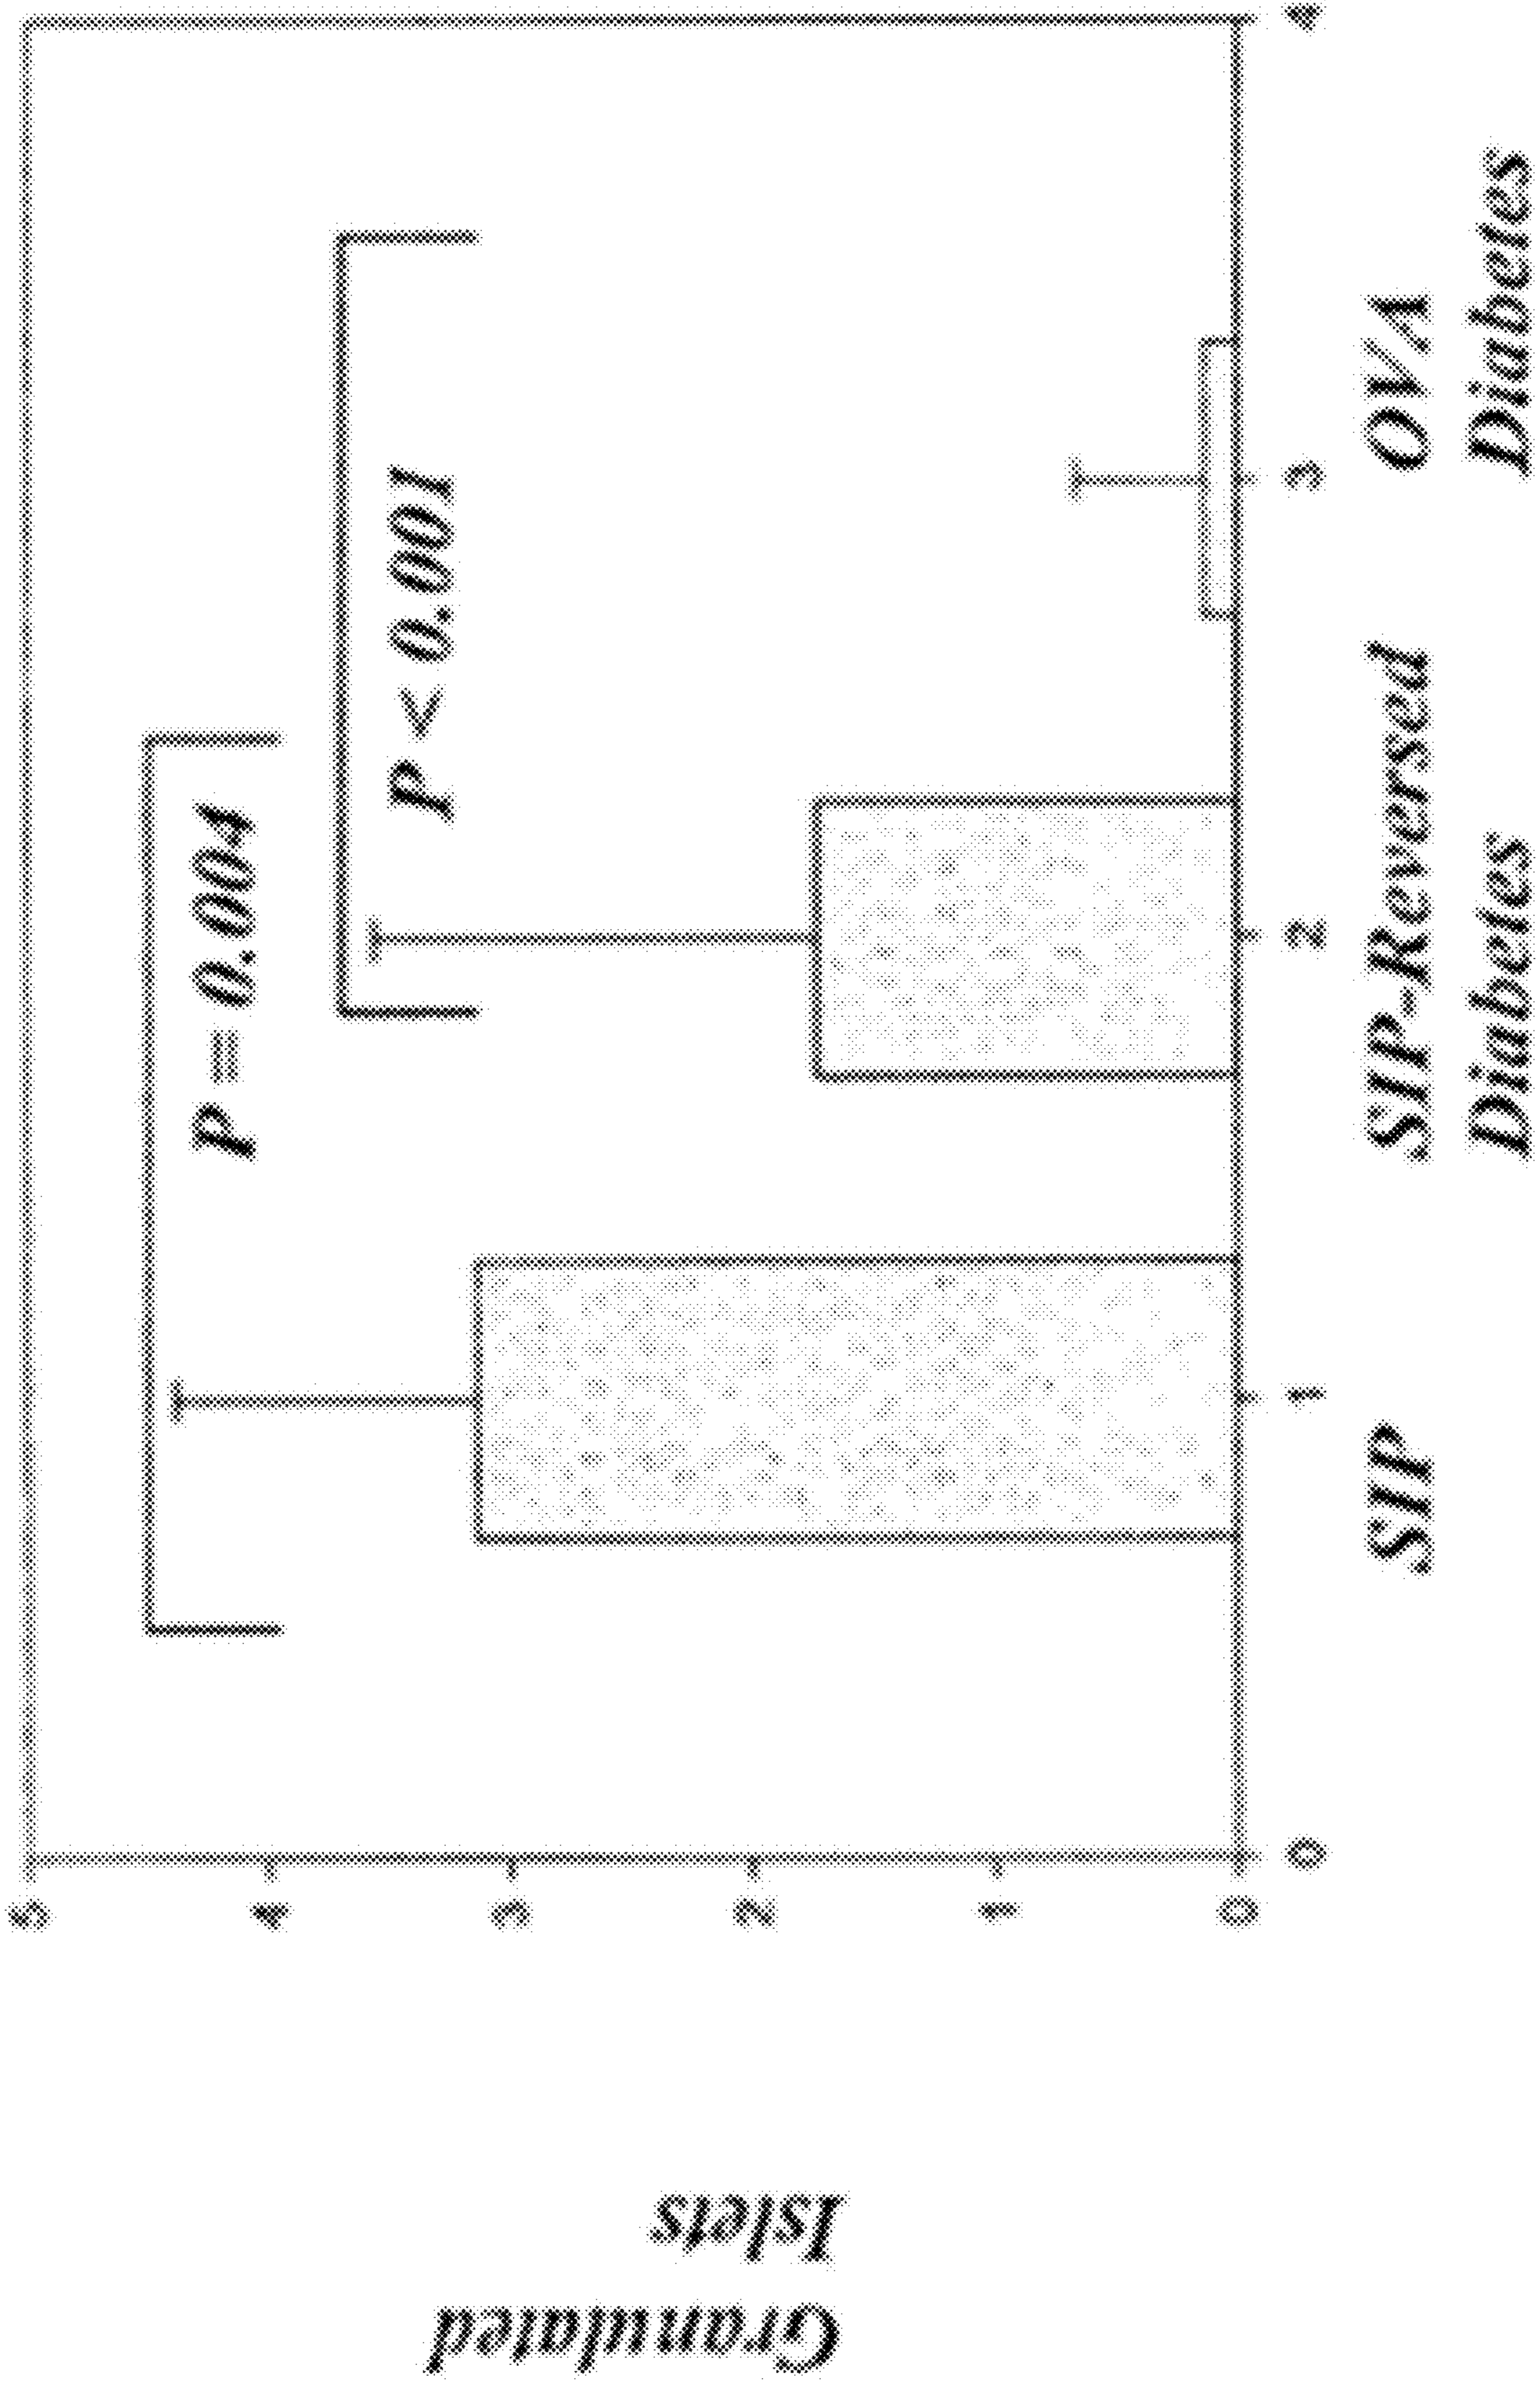 Granulated
Islets
5
4
3
2
1
0
P = 0.004
P < 0.001
0
1
2
3
4
SIP
SIP-Reversed
Diabetes
OVA
Diabetes